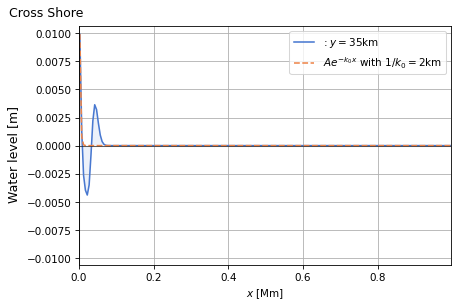 Cross Shore
: y = 35km
Ae^{-k_0x} with 1/k_0 = 2km
Water level [m]
0.0100
0.0075
0.0050
0.0025
0.0000
−0.0025
−0.0050
−0.0075
−0.0100
0.0 0.2 0.4 0.6 0.8
x [Mm]